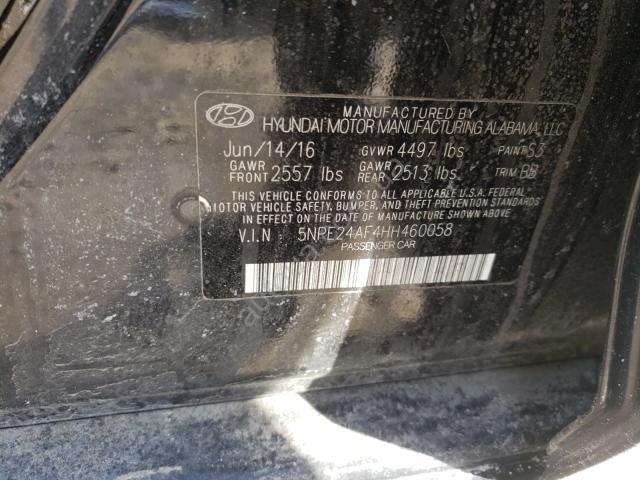 MANUFACTURED BY
HYUNDAI MOTOR MANUFACTURING ALABAMA, LLC
Jun/14/16 GVWR 4497 lbs PAINT S3
GAWR FRONT 2557 lbs GAWR REAR 2513 lbs. TRIM BB
THIS VEHICLE CONFORMS TO ALL APPLICABLE U.S.A. FEDERAL
MOTOR VEHICLE SAFETY, BUMPER, AND THEFT PREVENTION STANDARDS
IN EFFECT ON THE DATE OF MANUFACTURE SHOWN ABOVE.
V.I.N 5NPE24AF4HH460058
PASSENGER CAR